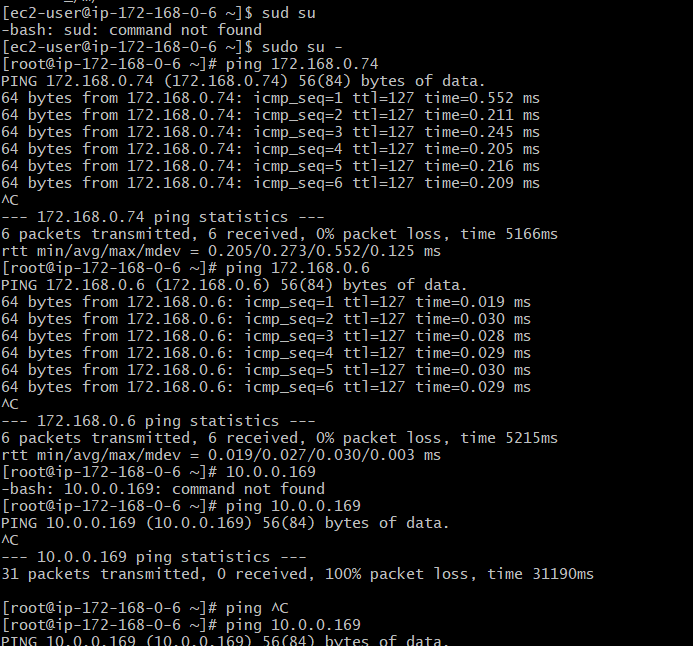 [ec2-user@ip-172-168-0-6 ~]$ sud su
-bash: sud: command not found
[ec2-user@ip-172-168-0-6 ~]$ sudo su -
[root@ip-172-168-0-6 ~]# ping 172.168.0.74
PING 172.168.0.74 (172.168.0.74) 56(84) bytes of data.
64 bytes from 172.168.0.74: icmp_seq=1 ttl=127 time=0.552 ms
64 bytes from 172.168.0.74: icmp_seq=2 ttl=127 time=0.211 ms
64 bytes from 172.168.0.74: icmp_seq=3 ttl=127 time=0.245 ms
64 bytes from 172.168.0.74: icmp_seq=4 ttl=127 time=0.205 ms
64 bytes from 172.168.0.74: icmp_seq=5 ttl=127 time=0.216 ms
64 bytes from 172.168.0.74: icmp_seq=6 ttl=127 time=0.209 ms
^C
--- 172.168.0.74 ping statistics ---
6 packets transmitted, 6 received, 0% packet loss, time 5166ms
rtt min/avg/max/mdev = 0.205/0.273/0.552/0.125 ms
[root@ip-172-168-0-6 ~]# ping 172.168.0.6
PING 172.168.0.6 (172.168.0.6) 56(84) bytes of data.
64 bytes from 172.168.0.6: icmp_seq=1 ttl=127 time=0.019 ms
64 bytes from 172.168.0.6: icmp_seq=2 ttl=127 time=0.030 ms
64 bytes from 172.168.0.6: icmp_seq=3 ttl=127 time=0.028 ms
64 bytes from 172.168.0.6: icmp_seq=4 ttl=127 time=0.029 ms
64 bytes from 172.168.0.6: icmp_seq=5 ttl=127 time=0.030 ms
64 bytes from 172.168.0.6: icmp_seq=6 ttl=127 time=0.029 ms
^C
--- 172.168.0.6 ping statistics ---
6 packets transmitted, 6 received, 0% packet loss, time 5215ms
rtt min/avg/max/mdev = 0.019/0.027/0.030/0.003 ms
[root@ip-172-168-0-6 ~]# 10.0.0.169
-bash: 10.0.0.169: command not found
[root@ip-172-168-0-6 ~]# ping 10.0.0.169
PING 10.0.0.169 (10.0.0.169) 56(84) bytes of data.
^C
--- 10.0.0.169 ping statistics ---
31 packets transmitted, 0 received, 100% packet loss, time 31190ms
[root@ip-172-168-0-6 ~]# ping ^C
[root@ip-172-168-0-6 ~]# ping 10.0.0.169
PING 10.0.0.169 (10.0.0.169) 56(84) bytes of data.